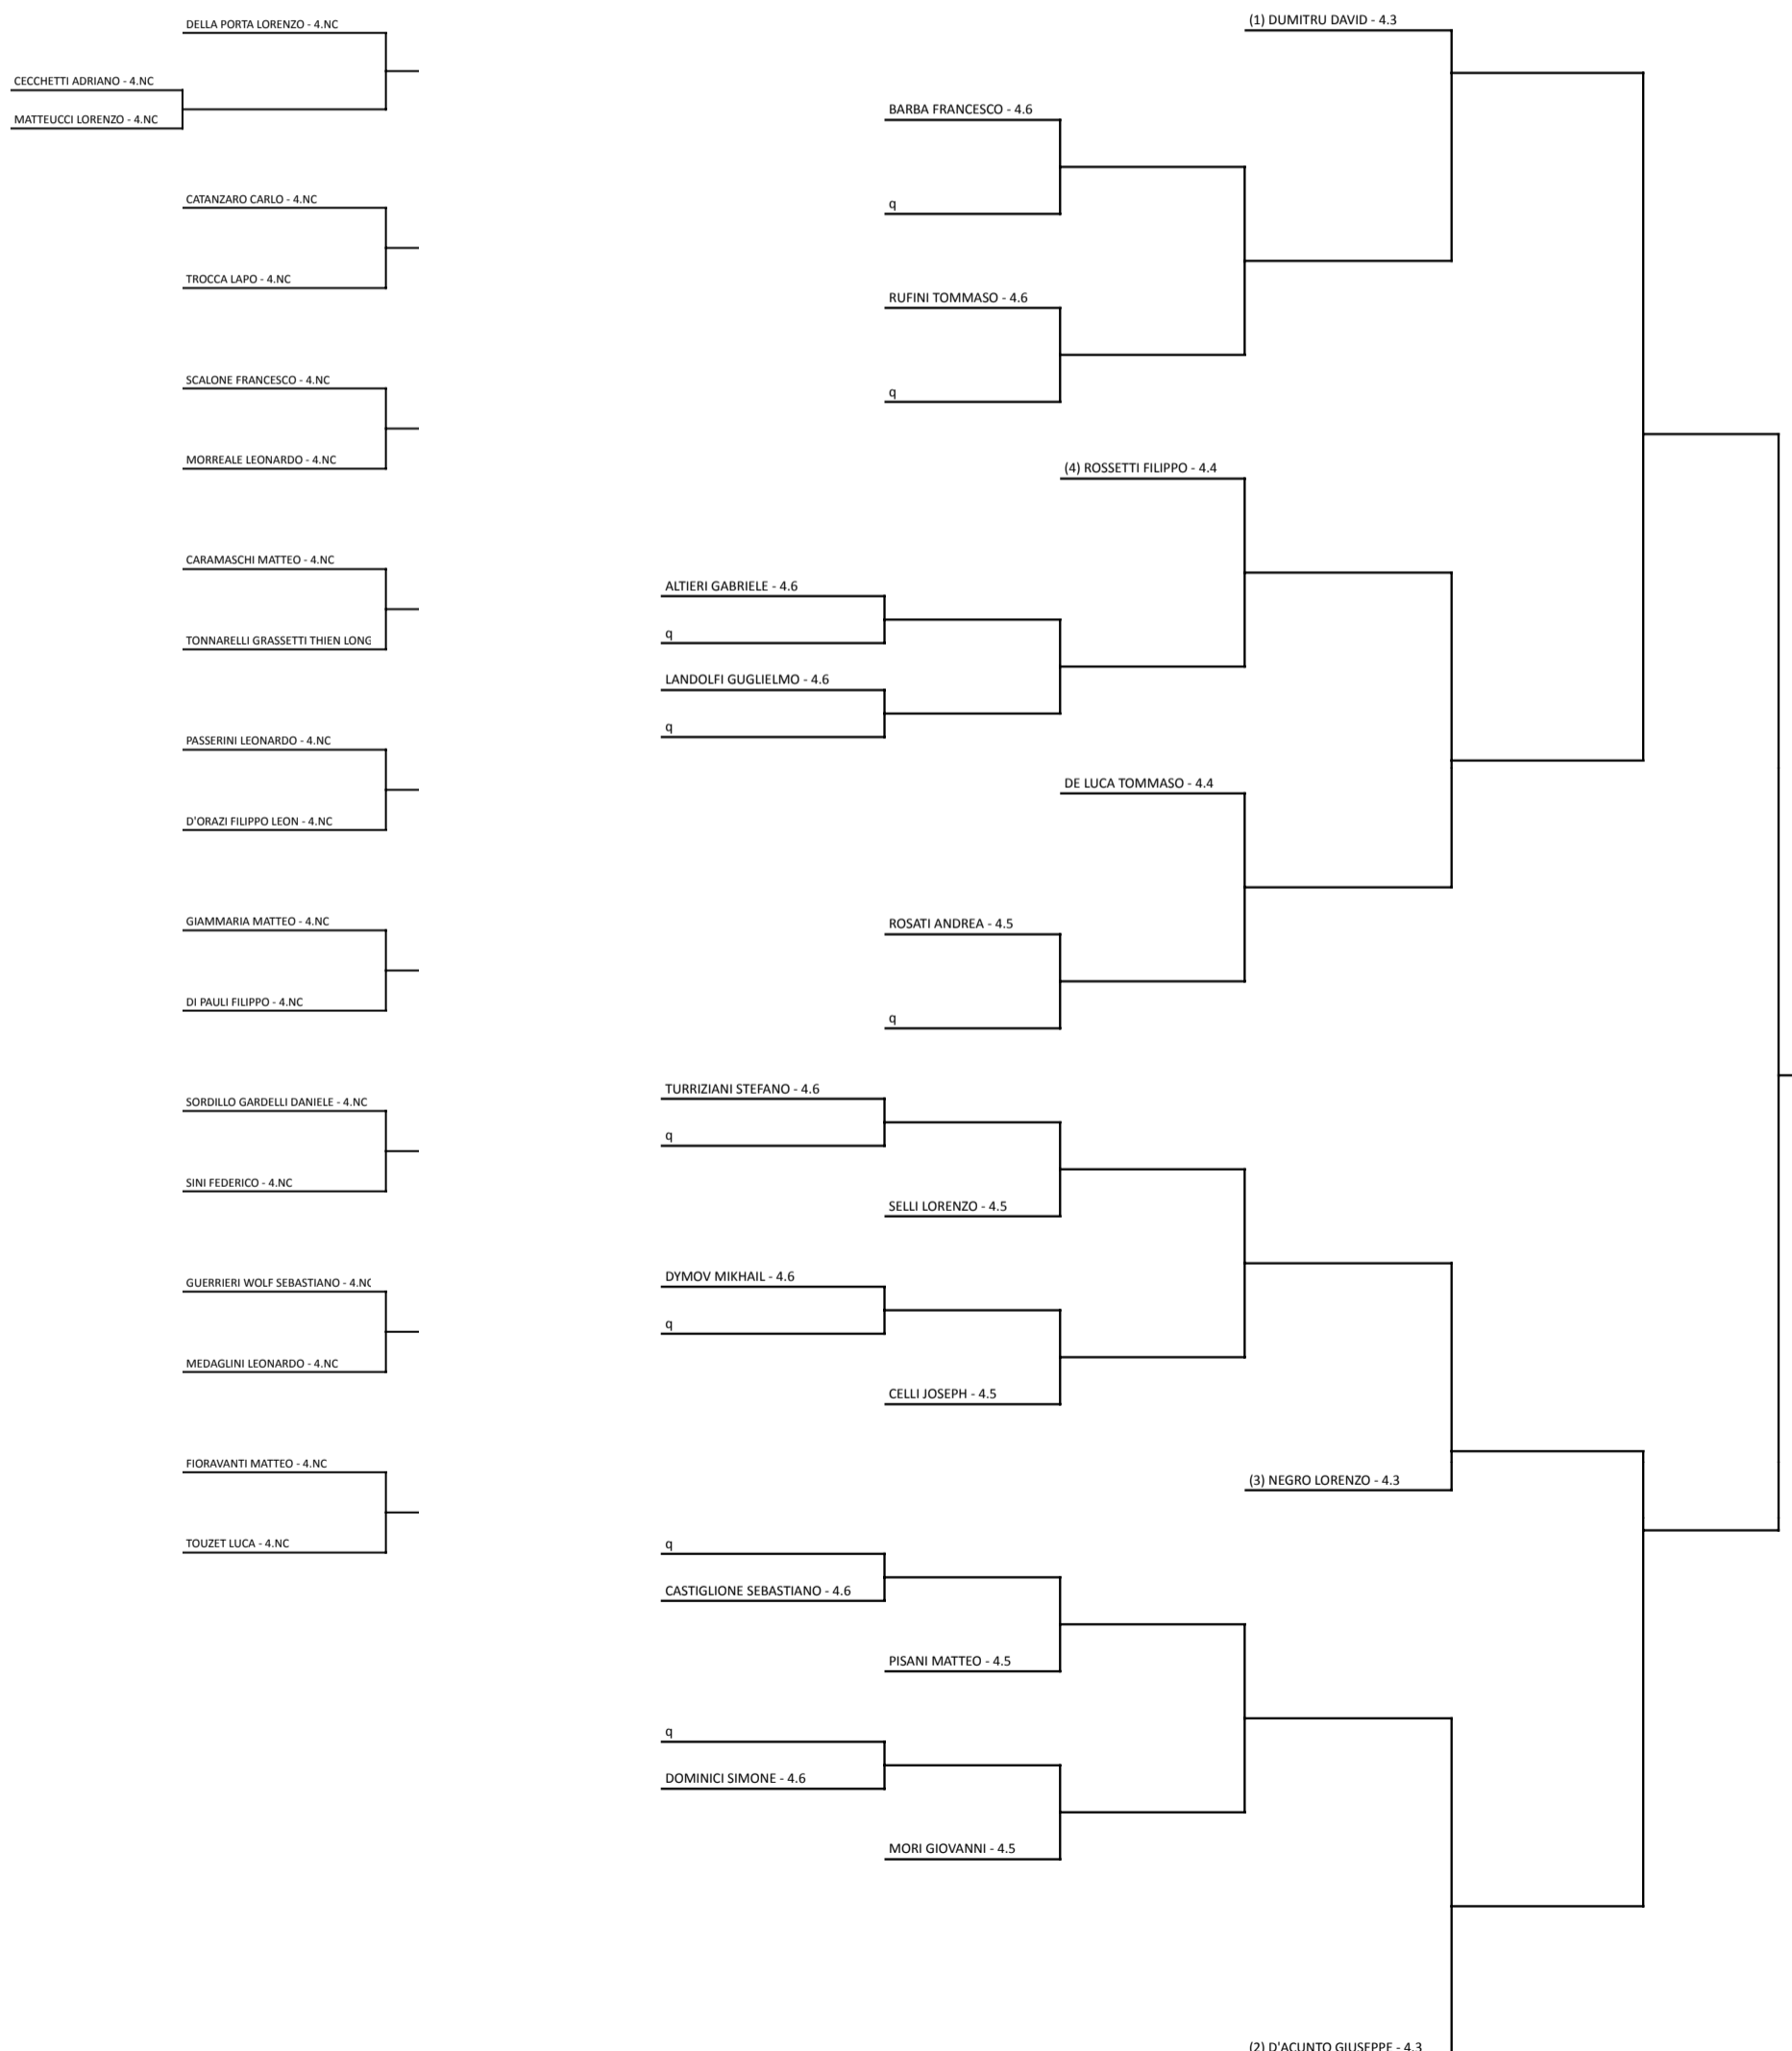 DELLA PORTA LORENZO - 4.NC
CECCHETTI ADRIANO - 4.NC
MATTEUCCI LORENZO - 4.NC
CATANZARO CARLO - 4.NC
TROCCA LAPO - 4.NC
SCALONE FRANCESCO - 4.NC
MORREALE LEONARDO - 4.NC
CARAMASCHI MATTEO - 4.NC
TONNARELLI GRASSETTI THIEN LONG
PASSERINI LEONARDO - 4.NC
D'ORAZI FILIPPO LEON - 4.NC
GIAMMARIA MATTEO - 4.NC
DI PAULI FILIPPO - 4.NC
SORDILLO GARDELLI DANIELE - 4.NC
SINI FEDERICO - 4.NC
GUERRIERI WOLF SEBASTIANO - 4.NC
MEDAGLINI LEONARDO - 4.NC
FIORAVANTI MATTEO - 4.NC
TOUZET LUCA - 4.NC
(1) DUMITRU DAVID - 4.3
BARBA FRANCESCO - 4.6
q
RUFINI TOMMASO - 4.6
q
(4) ROSSETTI FILIPPO - 4.4
ALTIERI GABRIELE - 4.6
q
LANDOLFI GUGLIELMO - 4.6
q
DE LUCA TOMMASO - 4.4
ROSATI ANDREA - 4.5
q
TURRIZIANI STEFANO - 4.6
q
SELLI LORENZO - 4.5
DYMOV MIKHAIL - 4.6
q
CELLI JOSEPH - 4.5
(3) NEGRO LORENZO - 4.3
q
CASTIGLIONE SEBASTIANO - 4.6
PISANI MATTEO - 4.5
q
DOMINICI SIMONE - 4.6
MORI GIOVANNI - 4.5
(2) D'ACUNTO GIUSEPPE - 4.3